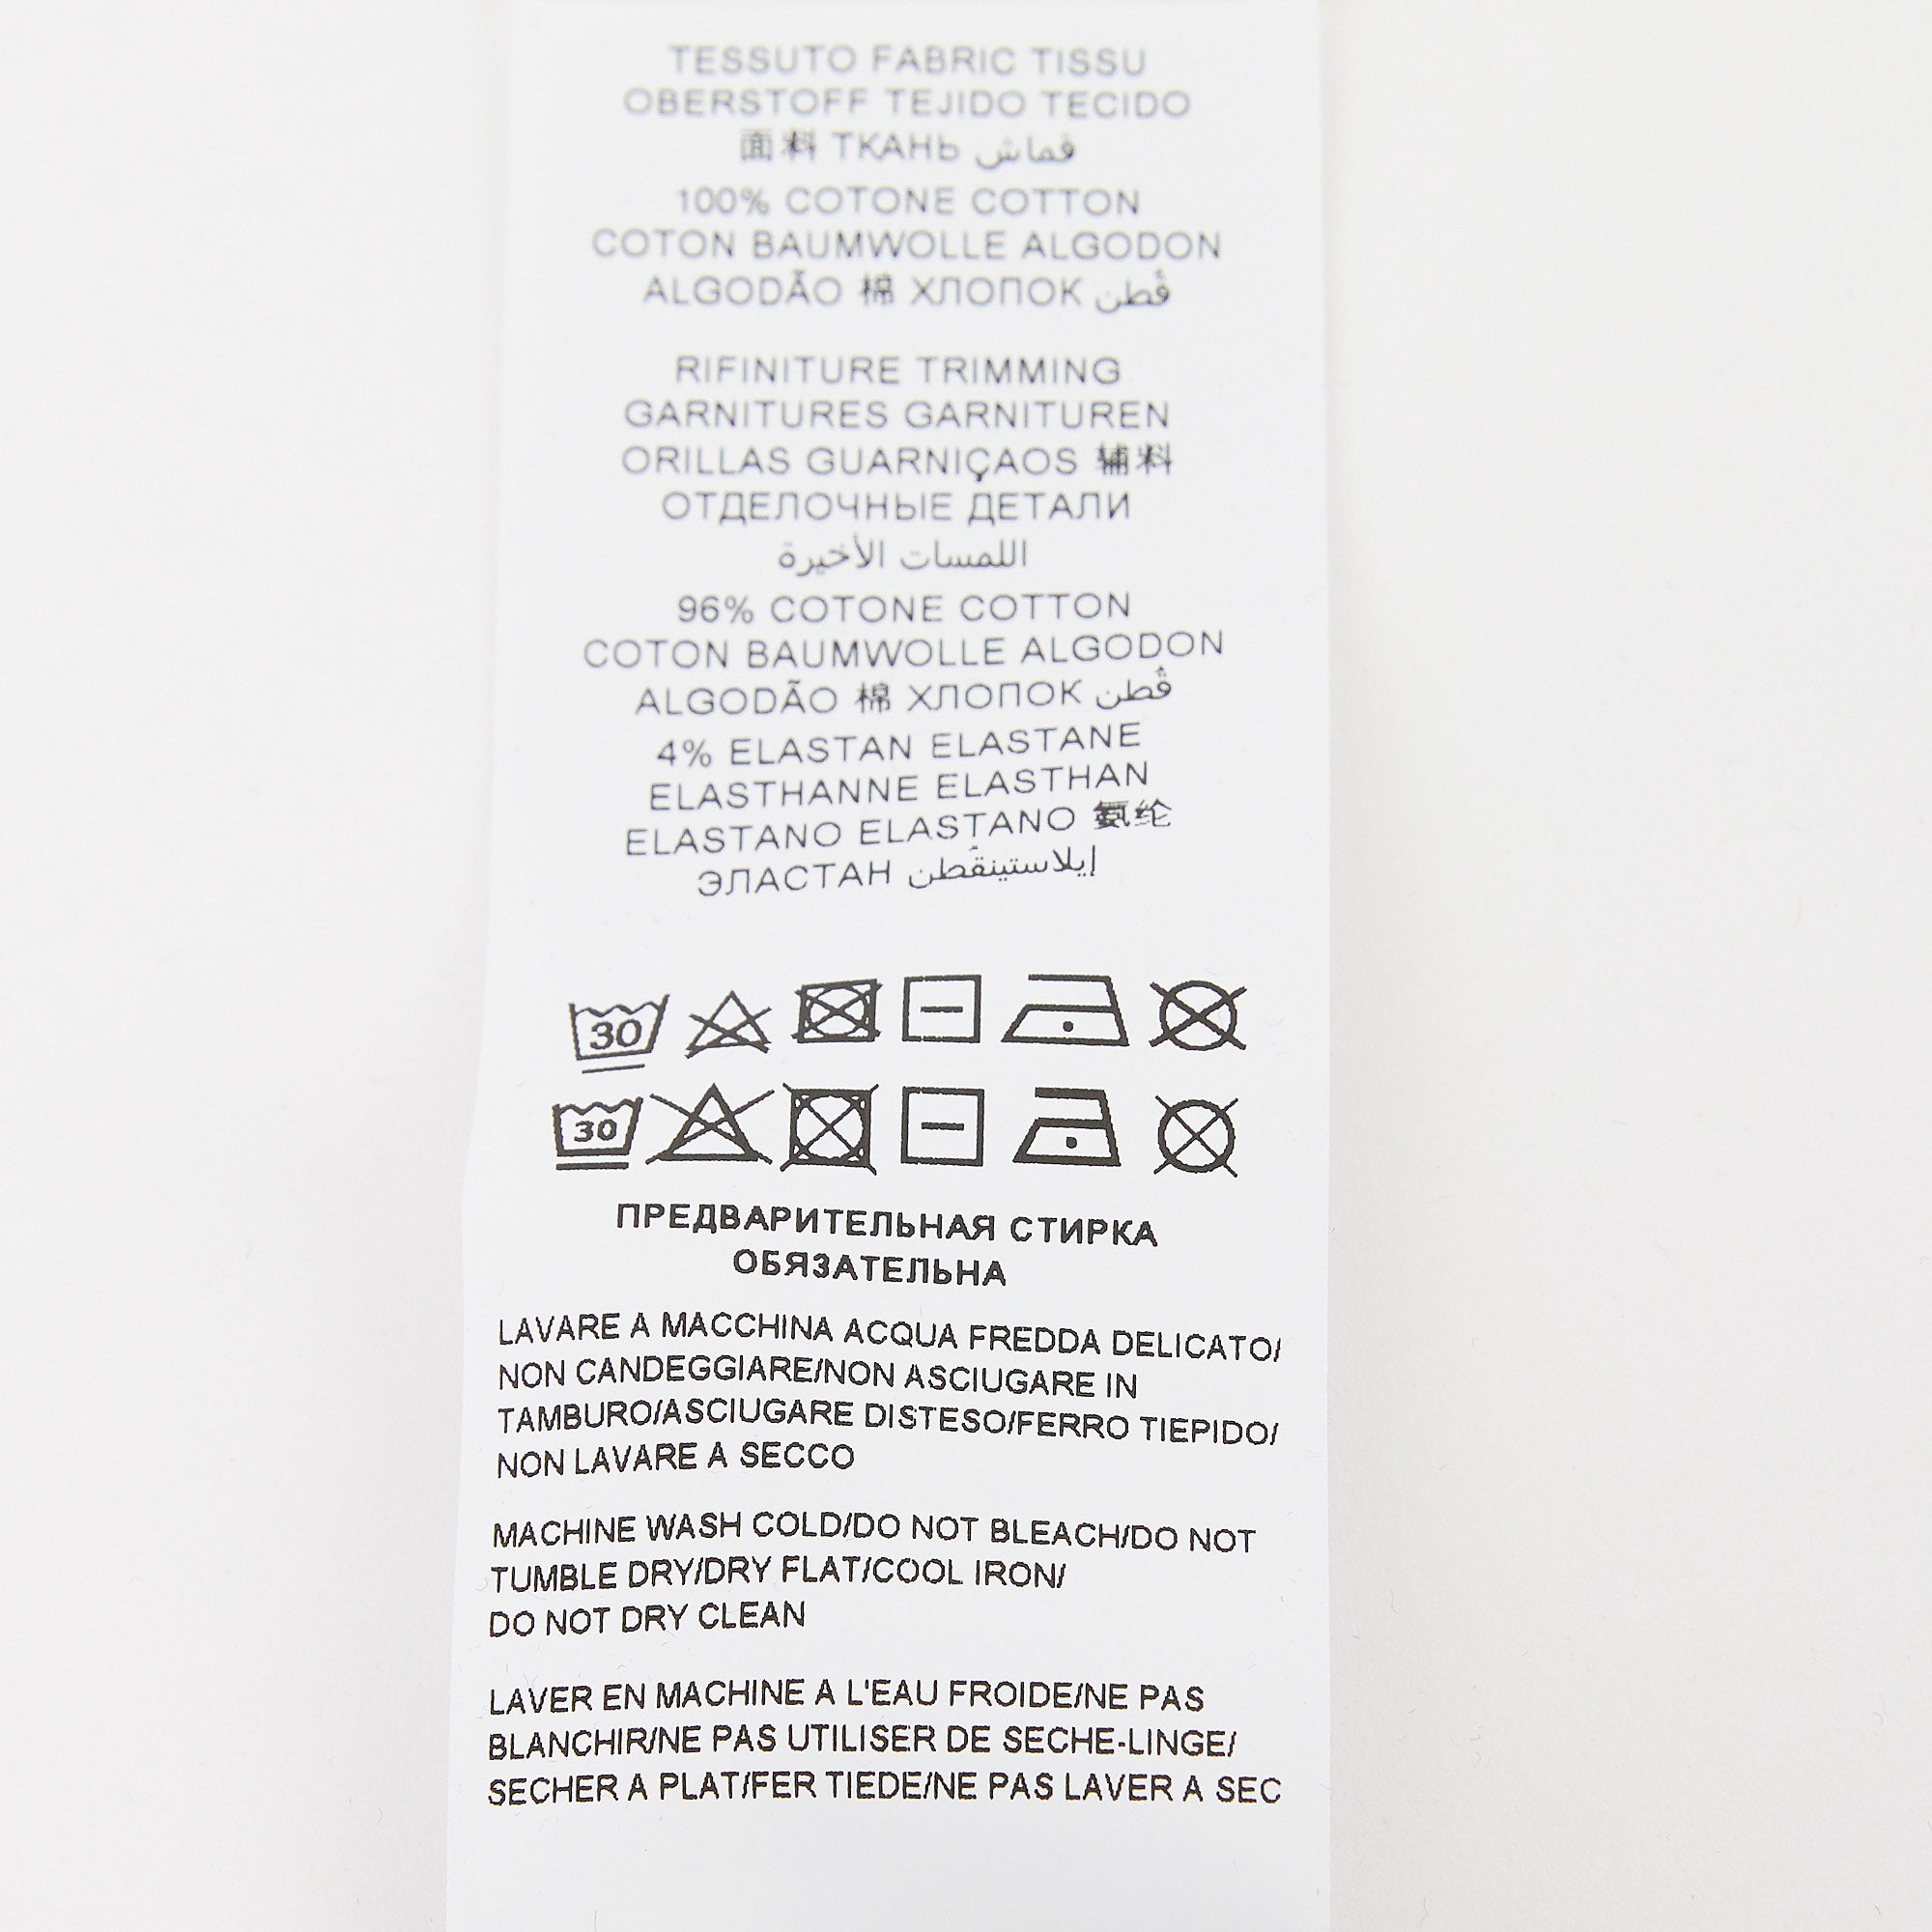 TESSUTO FABRIC TISSU
OBERSTOFF TEJIDO TECIDO
面料 ТКАНЬ قماش
100% COTONE COTTON
COTON BAUMWOLLE ALGODON
ALGODÃO 棉 ХЛОПОК قُطن
RIFINITURE TRIMMING
GARNITURES GARNITUREN
ORILLAS GUARNIÇAOS 辅料
ОТДЕЛОЧНЫЕ ДЕТАЛИ
اللمسات الأخيرة
96% COTONE COTTON
COTON BAUMWOLLE ALGODON
ALGODÃO 棉 ХЛОПОК قُطن
4% ELASTAN ELASTANE
ELASTHANNE ELASTHAN
ELASTANO ELASTANO 氨纶
ЭЛАСТАН إيلاستينقُطن
30
30
ПРЕДВАРИТЕЛЬНАЯ СТИРКА
ОБЯЗАТЕЛЬНА
LAVARE A MACCHINA ACQUA FREDDA DELICATO/
NON CANDEGGIARE/NON ASCIUGARE IN
TAMBURO/ASCIUGARE DISTESO/FERRO TIEPIDO/
NON LAVARE A SECCO
MACHINE WASH COLD/DO NOT BLEACH/DO NOT
TUMBLE DRY/DRY FLAT/COOL IRON/
DO NOT DRY CLEAN
LAVER EN MACHINE A L'EAU FROIDE/NE PAS
BLANCHIR/NE PAS UTILISER DE SECHE-LINGE/
SECHER A PLAT/FER TIEDE/NE PAS LAVER A SEC